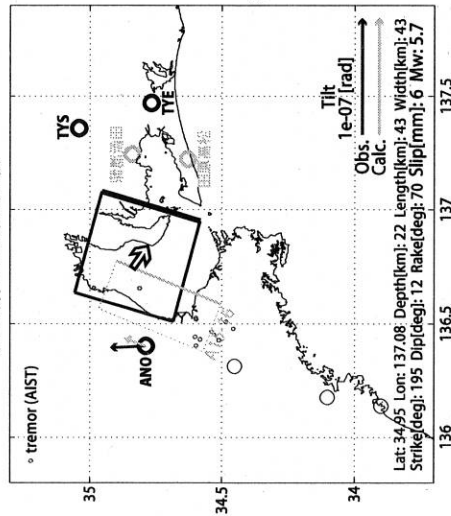 ° tremor (AIST)
TYS
TYE
ANO
35
34.5
34
Tilt
1e-07 [rad]
Obs.
Calc.
Lat: 34.95 Lon: 137.08 Depth[km]: 22 Length[km]: 43 Width[km]: 43
Strike[deg]: 195 Dip[deg]: 12 Rake[deg]: 70 Slip[mm]: 6 Mw: 5.7
136
136.5
137
137.5